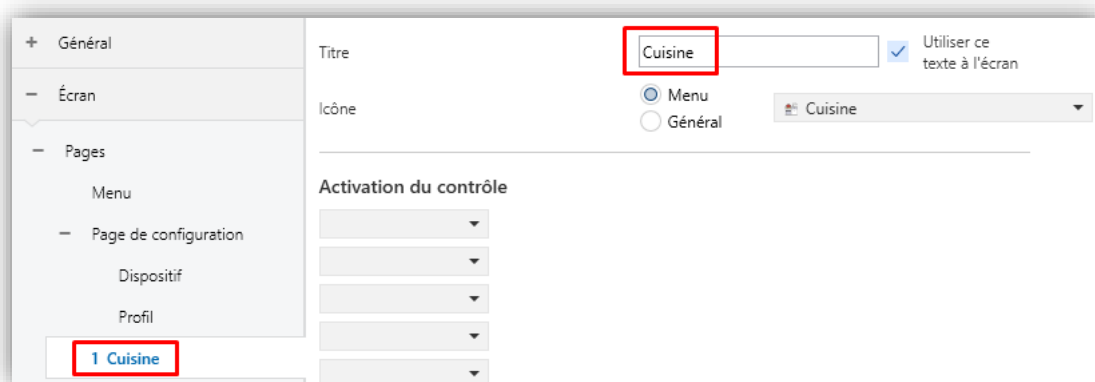 + Général
− Écran
− Pages
Menu
− Page de configuration
Dispositif
Profil
1 Cuisine
Titre
Cuisine
Utiliser ce
texte à l'écran
Icône
Menu
Général
Cuisine
Activation du contrôle